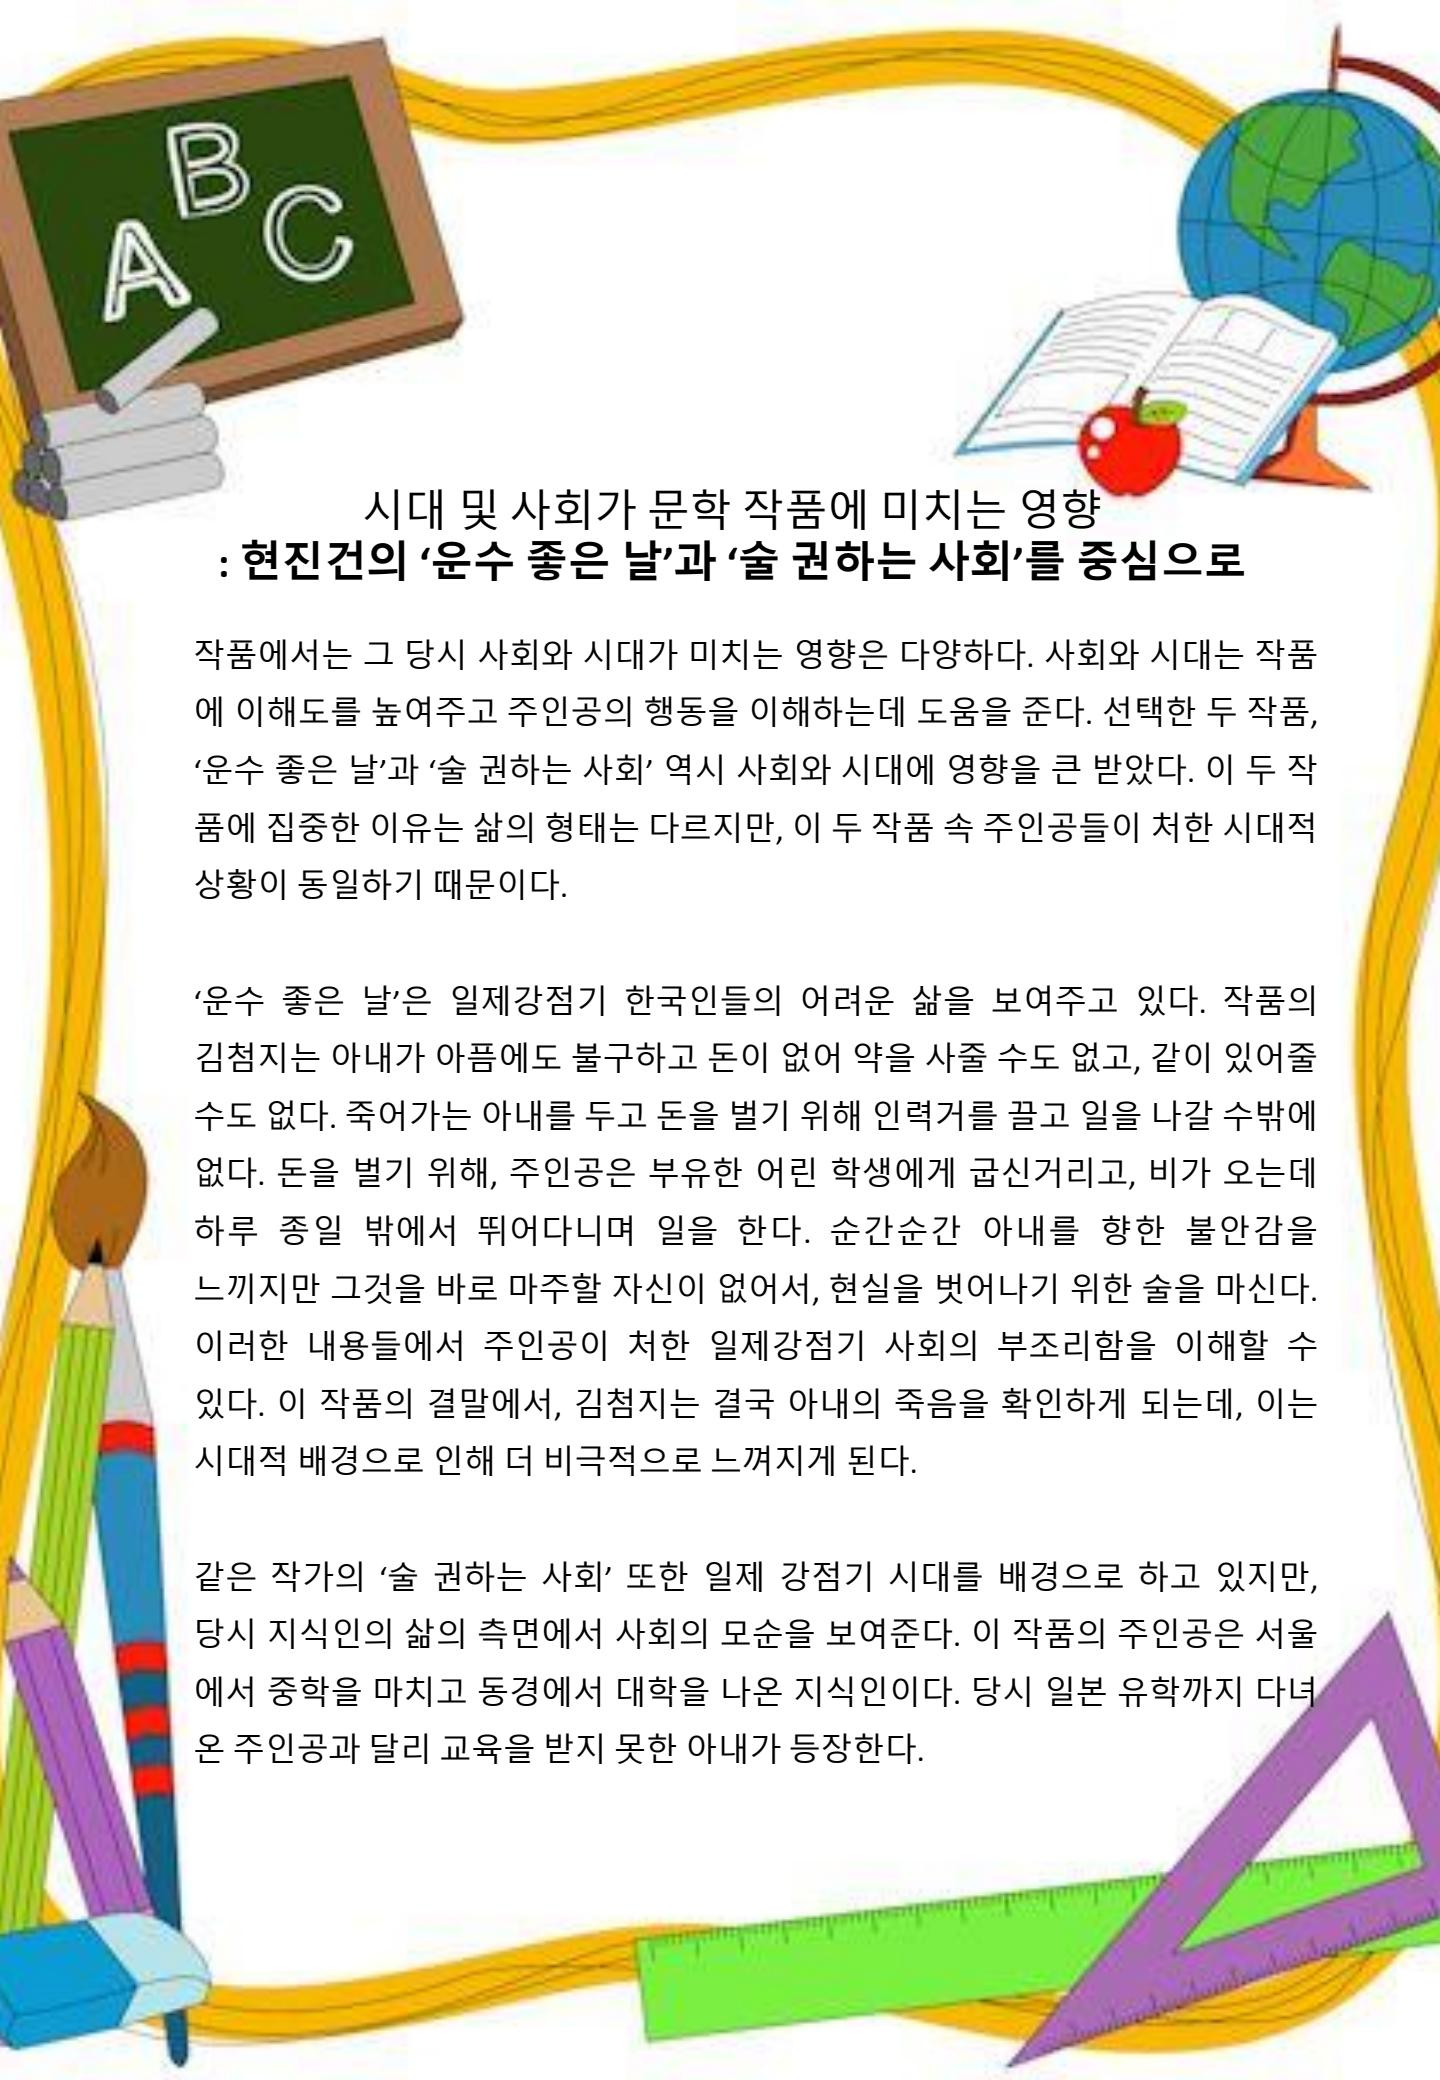 A
B
C
시대 및 사회가 문학 작품에 미치는 영향
: 현진건의 ‘운수 좋은 날’과 ‘술 권하는 사회’를 중심으로
작품에서는 그 당시 사회와 시대가 미치는 영향은 다양하다. 사회와 시대는 작품
에 이해도를 높여주고 주인공의 행동을 이해하는데 도움을 준다. 선택한 두 작품,
‘운수 좋은 날’과 ‘술 권하는 사회’ 역시 사회와 시대에 영향을 큰 받았다. 이 두 작
품에 집중한 이유는 삶의 형태는 다르지만, 이 두 작품 속 주인공들이 처한 시대적
상황이 동일하기 때문이다.
‘운수 좋은 날’은 일제강점기 한국인들의 어려운 삶을 보여주고 있다. 작품의
김첨지는 아내가 아픔에도 불구하고 돈이 없어 약을 사줄 수도 없고, 같이 있어줄
수도 없다. 죽어가는 아내를 두고 돈을 벌기 위해 인력거를 끌고 일을 나갈 수밖에
없다. 돈을 벌기 위해, 주인공은 부유한 어린 학생에게 굽신거리고, 비가 오는데
하루 종일 밖에서 뛰어다니며 일을 한다. 순간순간 아내를 향한 불안감을
느끼지만 그것을 바로 마주할 자신이 없어서, 현실을 벗어나기 위한 술을 마신다.
이러한 내용들에서 주인공이 처한 일제강점기 사회의 부조리함을 이해할 수
있다. 이 작품의 결말에서, 김첨지는 결국 아내의 죽음을 확인하게 되는데, 이는
시대적 배경으로 인해 더 비극적으로 느껴지게 된다.
같은 작가의 ‘술 권하는 사회’ 또한 일제 강점기 시대를 배경으로 하고 있지만,
당시 지식인의 삶의 측면에서 사회의 모순을 보여준다. 이 작품의 주인공은 서울
에서 중학을 마치고 동경에서 대학을 나온 지식인이다. 당시 일본 유학까지 다녀
온 주인공과 달리 교육을 받지 못한 아내가 등장한다.